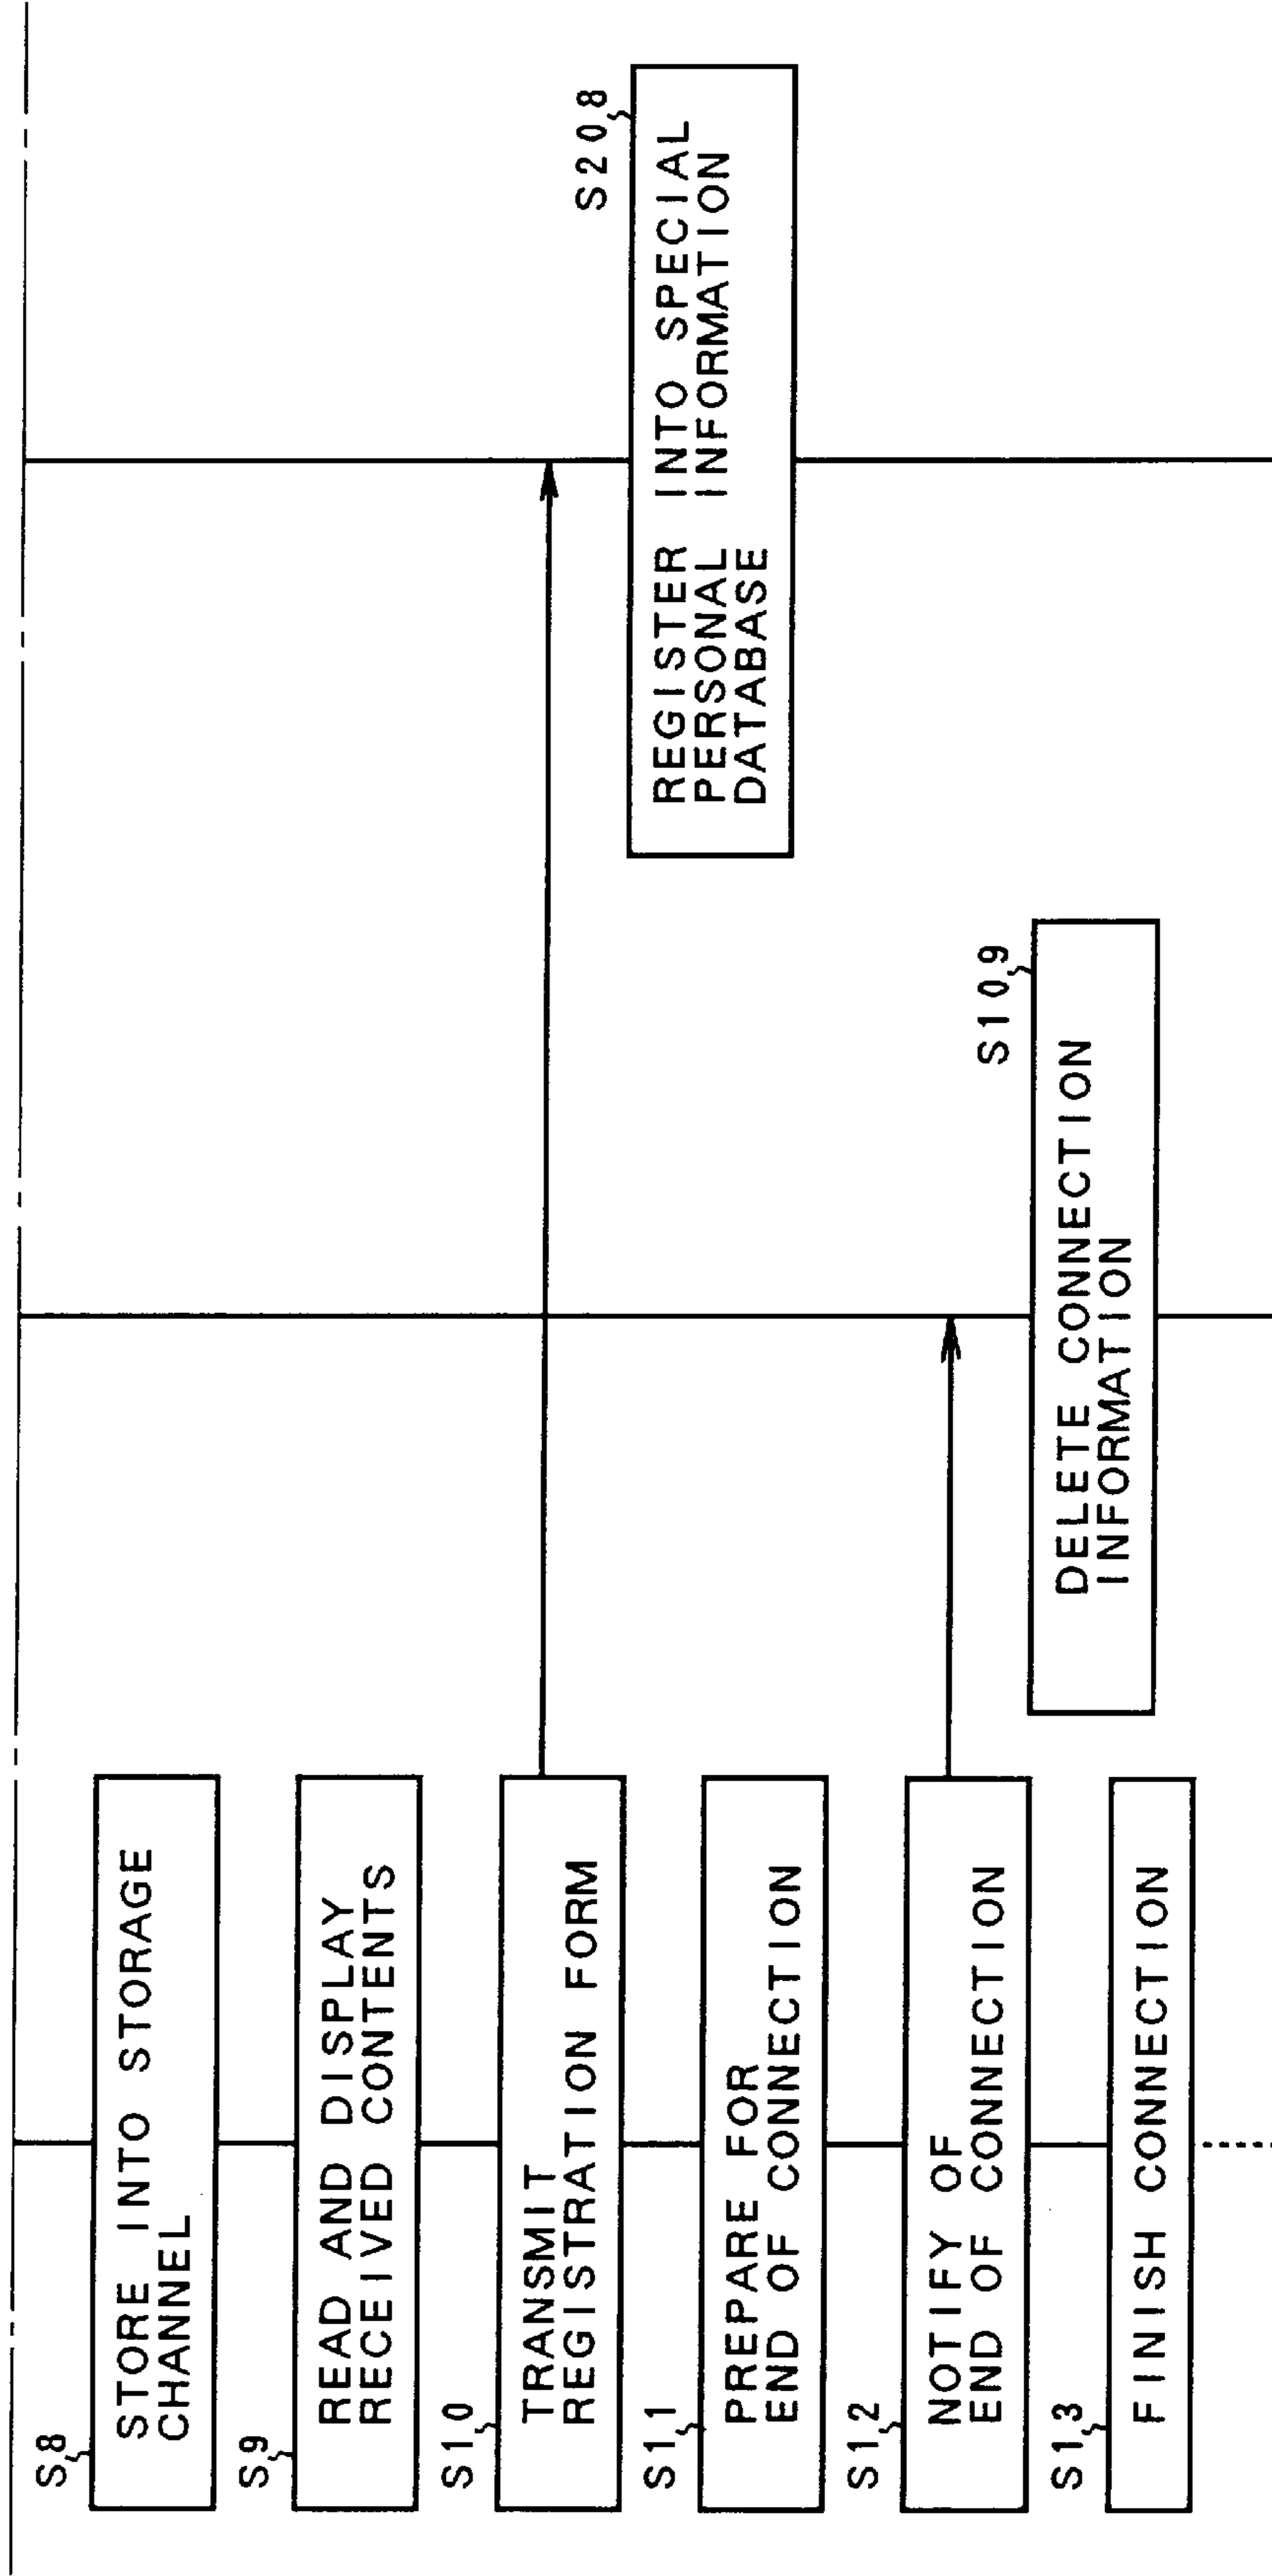 S8
STORE INTO STORAGE
CHANNEL
S9
READ AND DISPLAY
RECEIVED CONTENTS
S10
TRANSMIT
REGISTRATION FORM
S208
REGISTER INTO SPECIAL
PERSONAL INFORMATION
DATABASE
S11
PREPARE FOR
END OF CONNECTION
S12
NOTIFY OF
END OF CONNECTION
S109
DELETE CONNECTION
INFORMATION
S13
FINISH CONNECTION